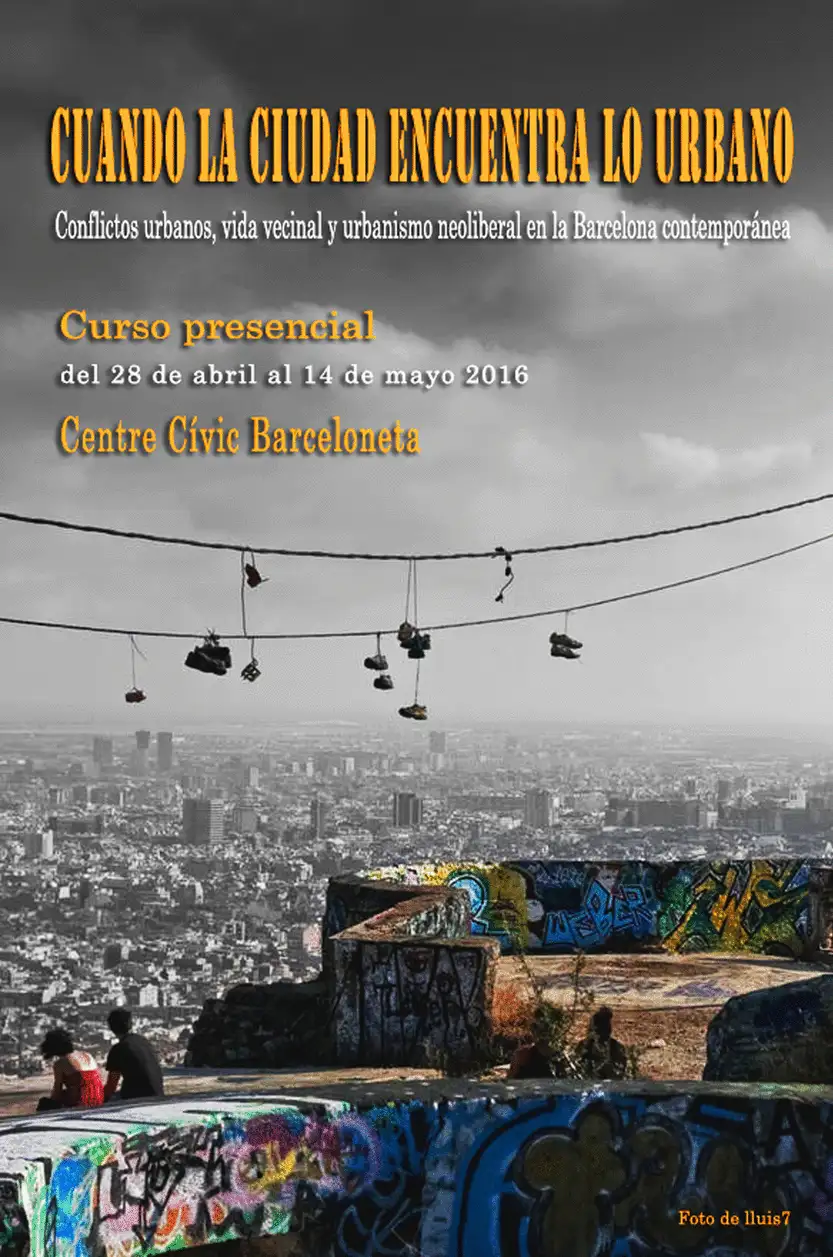 CUANDO LA CIUDAD ENCUENTRA LO URBANO
Conflictos urbanos, vida vecinal y urbanismo neoliberal en la Barcelona contemporánea
Curso presencial
del 28 de abril al 14 de mayo 2016
Centre Cívic Barceloneta
Foto de lluis7